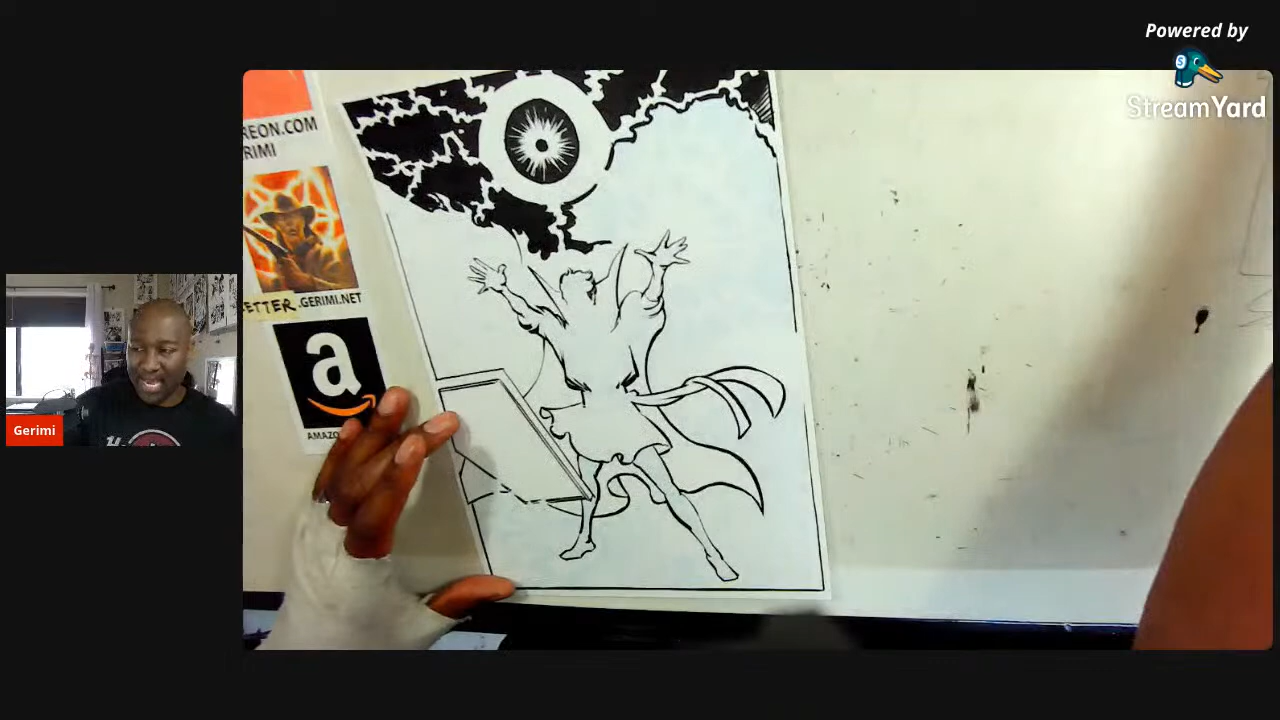 Powered by
StreamYard
REON.COM
RIMI
ETTER.GERIMI.NET
a
AMAZO
Gerimi